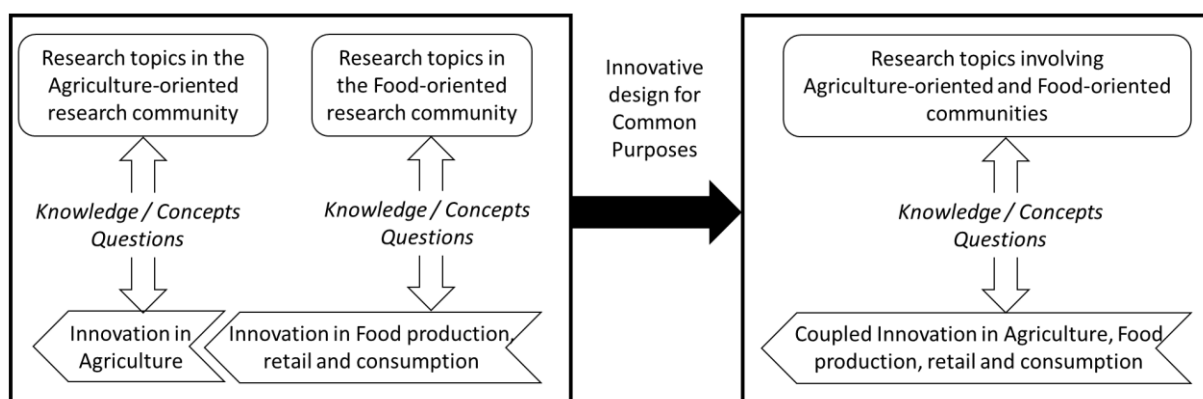 Research topics in the
Agriculture-oriented
research community
Research topics in
the Food-oriented
research community
Knowledge / Concepts
Questions
Knowledge / Concepts
Questions
Innovation in
Agriculture
Innovation in Food production,
retail and consumption
Innovative
design for
Common
Purposes
Research topics involving
Agriculture-oriented and Food-oriented
communities
Knowledge / Concepts
Questions
Coupled Innovation in Agriculture, Food
production, retail and consumption